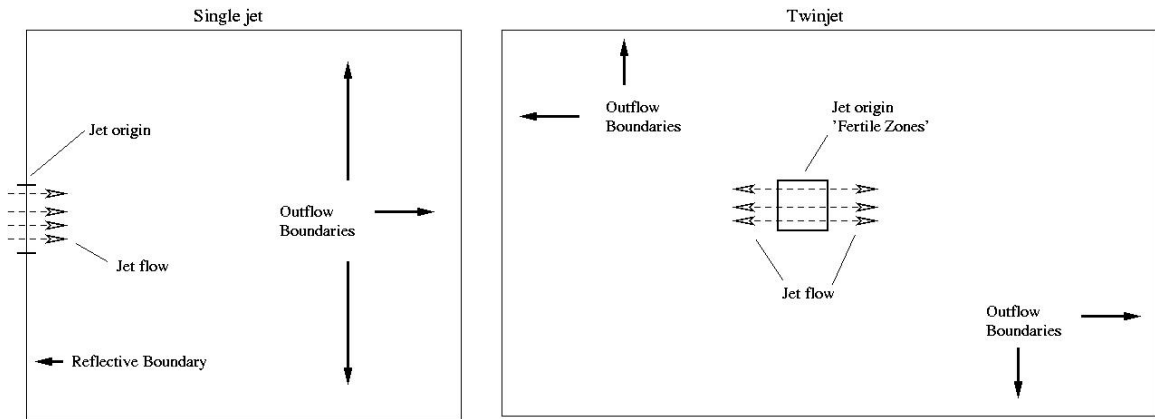 Single jet
Jet origin
Outflow
Boundaries
Jet flow
Reflective Boundary
Twinjet
Outflow
Boundaries
Jet origin
'Fertile Zones'
Jet flow
Outflow
Boundaries